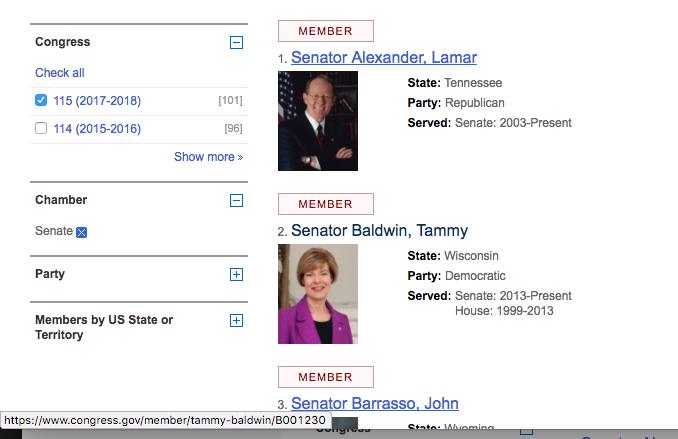 Congress
Check all
115 (2017-2018) [101]
114 (2015-2016) [96]
Show more »
Chamber
Senate
Party
Members by US State or
Territory
MEMBER
1. Senator Alexander, Lamar
State: Tennessee
Party: Republican
Served: Senate: 2003-Present
MEMBER
2. Senator Baldwin, Tammy
State: Wisconsin
Party: Democratic
Served: Senate: 2013-Present
House: 1999-2013
MEMBER
3. Senator Barrasso, John
State: Wyoming
https://www.congress.gov/member/tammy-baldwin/B001230
Congress